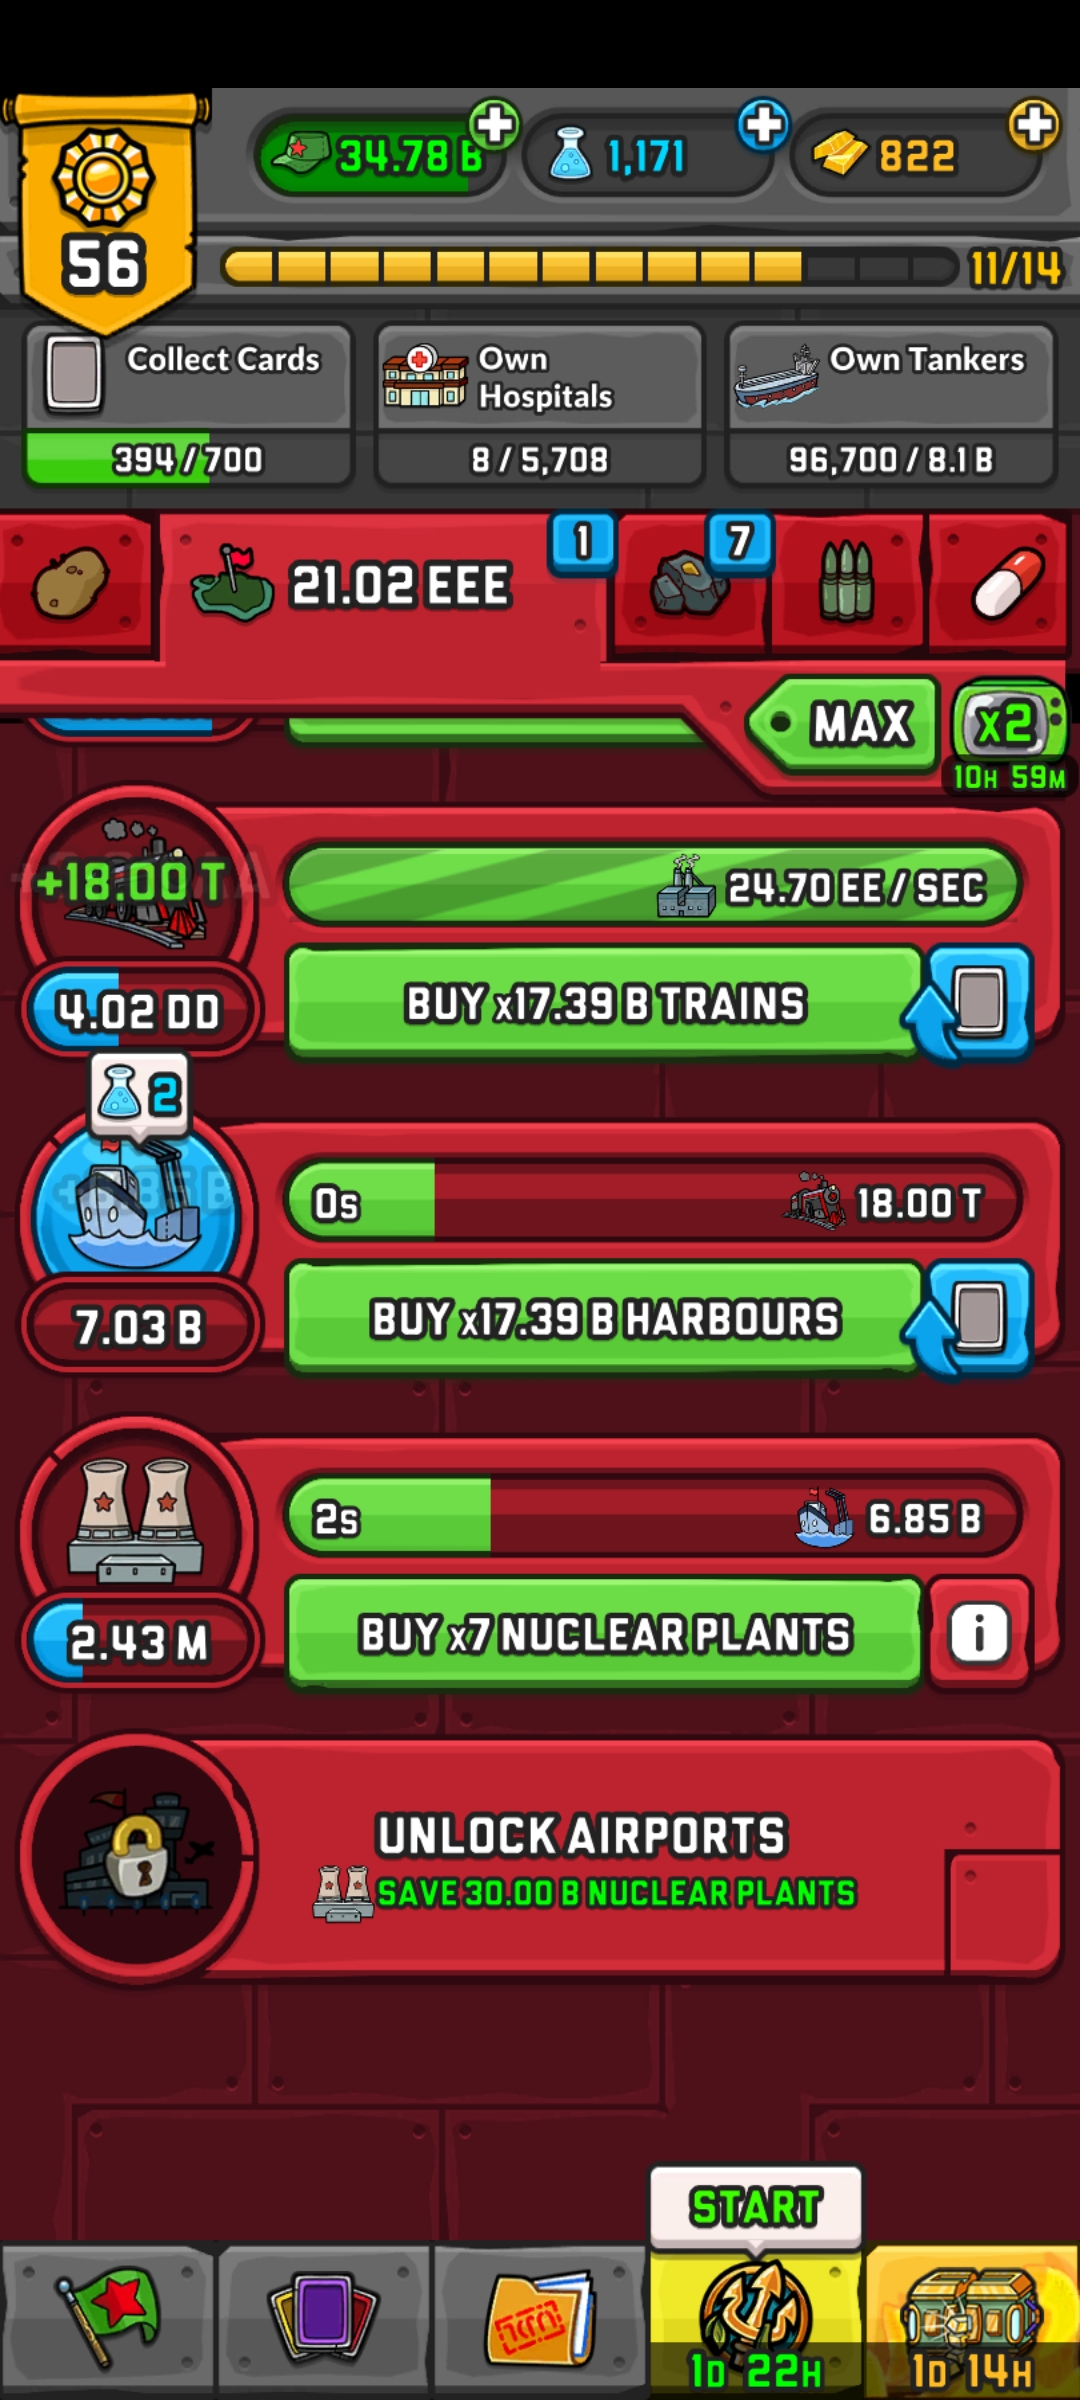 34.78 B
1,171
822
56
11/14
Collect Cards
394/700
Own
Hospitals
8/5,708
Own Tankers
96,700/8.1 B
21.02 EEE
1
7
MAX
x2
10H 59M
+18.00 T
24.70 EE/SEC
4.02 DD
BUY x17.39 B TRAINS
2
0s
18.00 T
7.03 B
BUY x17.39 B HARBOURS
2s
6.85 B
2.43 M
BUY x7 NUCLEAR PLANTS
i
UNLOCK AIRPORTS
SAVE 30.00 B NUCLEAR PLANTS
START
1D 22H
1D 14H